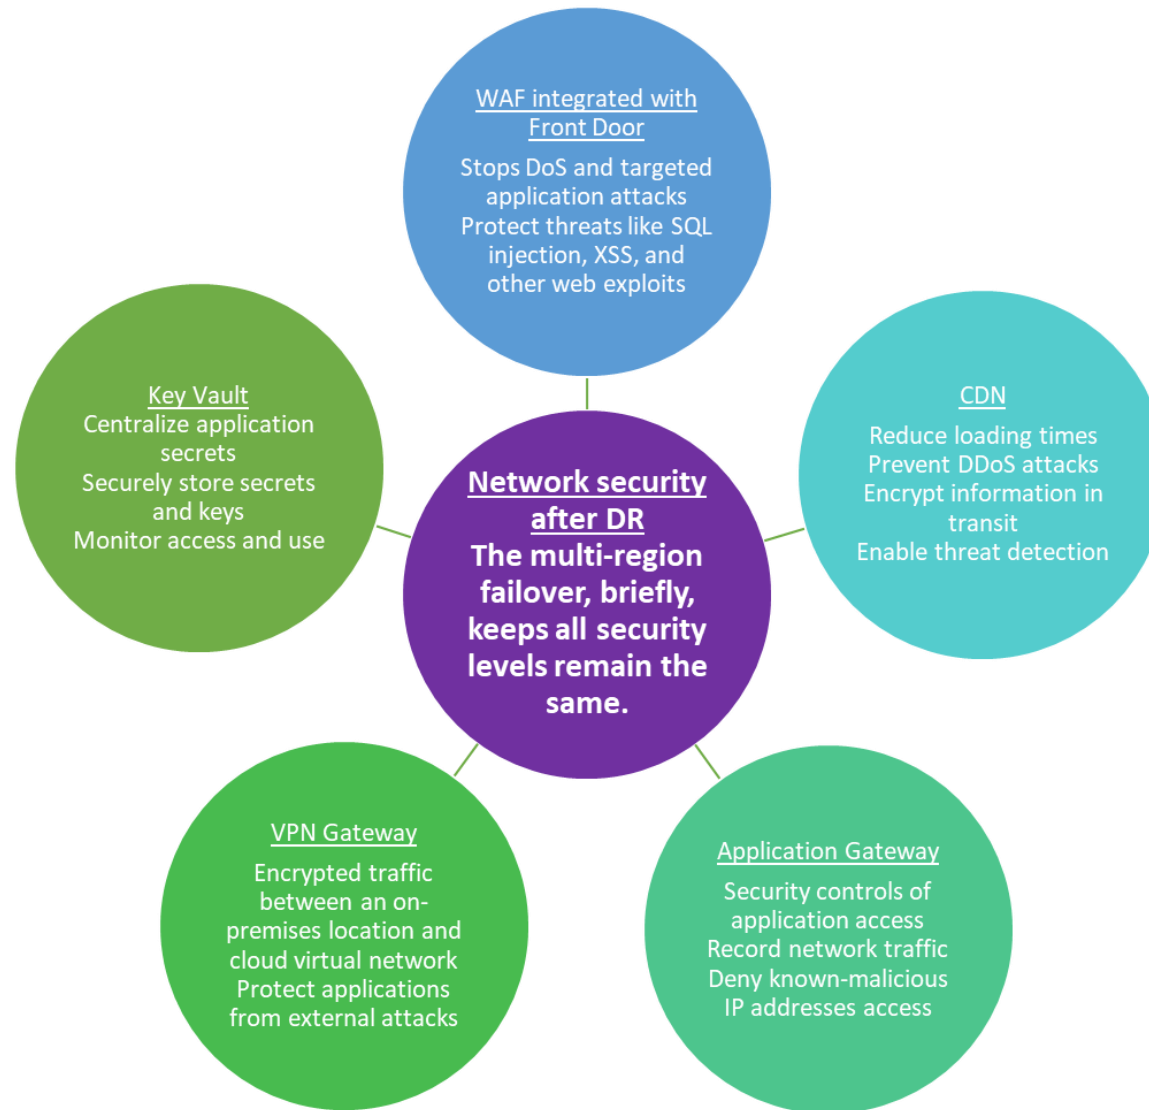 WAF integrated with
Front Door
Stops DoS and targeted
application attacks
Protect threats like SQL
injection, XSS, and
other web exploits
Key Vault
Centralize application
secrets
Securely store secrets
and keys
Monitor access and use
CDN
Reduce loading times
Prevent DDoS attacks
Encrypt information in
transit
Enable threat detection
Network security
after DR
The multi-region
failover, briefly,
keeps all security
levels remain the
same.
VPN Gateway
Encrypted traffic
between an on-
premises location and
cloud virtual network
Protect applications
from external attacks
Application Gateway
Security controls of
application access
Record network traffic
Deny known-malicious
IP addresses access